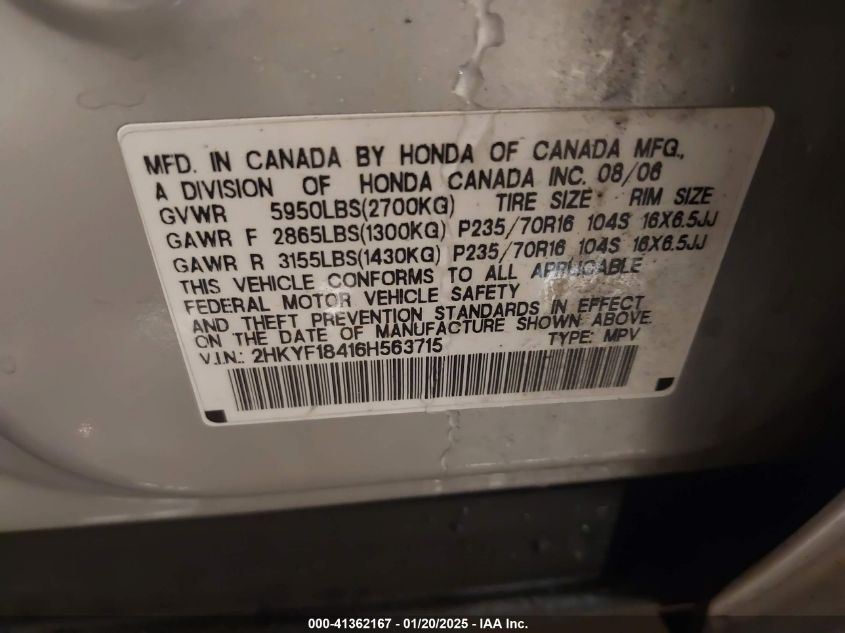 MFD. IN CANADA BY HONDA OF CANADA MFG.,
A DIVISION OF HONDA CANADA INC. 08/06
GVWR 5950LBS(2700KG) TIRE SIZE RIM SIZE
GAWR F 2865LBS(1300KG) P235/70R16 104S 16X6.5JJ
GAWR R 3155LBS(1430KG) P235/70R16 104S 16X6.5JJ
THIS VEHICLE CONFORMS TO ALL APPLICABLE
FEDERAL MOTOR VEHICLE SAFETY
AND THEFT PREVENTION STANDARDS IN EFFECT
ON THE DATE OF MANUFACTURE SHOWN ABOVE.
V.I.N.: 2HKYF18416H563715 TYPE: MPV
000-41362167 - 01/20/2025 - IAA Inc.